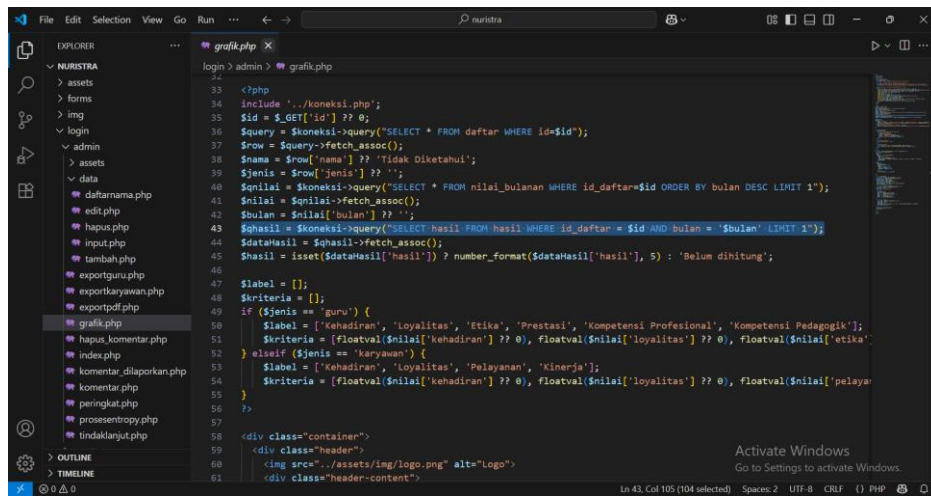 File Edit Selection View Go Run ... nuristra
EXPLORER ...
NURISTRA
assets
forms
img
login
admin
assets
data
daftarnama.php
edit.php
hapus.php
input.php
tambah.php
exportguru.php
exportkaryawan.php
exportpdf.php
grafik.php
hapus_komentar.php
index.php
komentar_dilaporkan.php
komentar.php
peringkat.php
prosesentropy.php
tindaklanjut.php
OUTLINE
TIMELINE
grafik.php
login > admin > grafik.php
32
33 <?php
34 include '../koneksi.php';
35 $id = $_GET['id'] ?? 0;
36 $query = $koneksi->query("SELECT * FROM daftar WHERE id=$id");
37 $row = $query->fetch_assoc();
38 $nama = $row['nama'] ?? 'Tidak Diketahui';
39 $jenis = $row['jenis'] ?? '';
40 $qnilai = $koneksi->query("SELECT * FROM nilai_bulanan WHERE id_daftar=$id ORDER BY bulan DESC LIMIT 1");
41 $nilai = $qnilai->fetch_assoc();
42 $bulan = $nilai['bulan'] ?? '';
43 $qhasil = $koneksi->query("SELECT hasil FROM hasil WHERE id_daftar = $id AND bulan = '$bulan' LIMIT 1");
44 $dataHasil = $qhasil->fetch_assoc();
45 $hasil = isset($dataHasil['hasil']) ? number_format($dataHasil['hasil'], 5) : 'Belum dihitung';
46
47 $label = [];
48 $kriteria = [];
49 if ($jenis == 'guru') {
50 $label = ['Kehadiran', 'Loyalitas', 'Etika', 'Prestasi', 'Kompetensi Profesional', 'Kompetensi Pedagogik'];
51 $kriteria = [floatval($nilai['kehadiran'] ?? 0), floatval($nilai['loyalitas'] ?? 0), floatval($nilai['etika']
52 } elseif ($jenis == 'karyawan') {
53 $label = ['Kehadiran', 'Loyalitas', 'Pelayanan', 'Kinerja'];
54 $kriteria = [floatval($nilai['kehadiran'] ?? 0), floatval($nilai['loyalitas'] ?? 0), floatval($nilai['pelaya
55 }
56 ?>
57
58 <div class="container">
59 <div class="header">
60 <img src="../assets/img/logo.png" alt="Logo">
61 <div class="header-content">
Activate Windows
Go to Settings to activate Windows.
0 0 Ln 43, Col 105 (104 selected) Spaces: 2 UTF-8 CRLF {} PHP